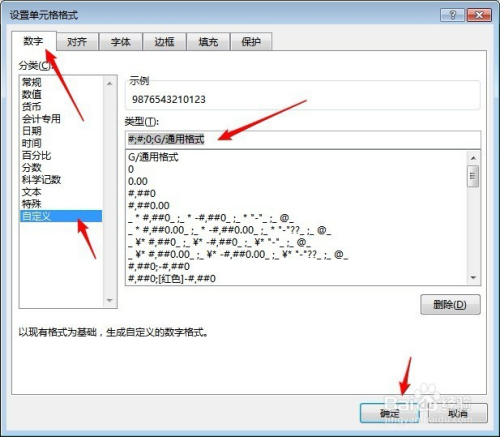 设置单元格格式
数字 对齐 字体 边框 填充 保护
分类(C):
常规
数值
货币
会计专用
日期
时间
百分比
分数
科学记数
文本
特殊
自定义
示例
9876543210123
类型(T):
#;#;0;G/通用格式
G/通用格式
0
0.00
#,##0
#,##0.00
_ * #,##0_ ;_ * -#,##0_ ;_ * "-"_ ;_ @_
_ * #,##0.00_ ;_ * -#,##0.00_ ;_ * "-"??_ ;_ @_
_ ¥* #,##0_ ;_ ¥* -#,##0_ ;_ ¥* "-"_ ;_ @_
_ ¥* #,##0.00_ ;_ ¥* -#,##0.00_ ;_ ¥* "-"??_ ;_ @_
#,##0;-#,##0
#,##0;[红色]-#,##0
删除(D)
以现有格式为基础，生成自定义的数字格式。
确定 取消